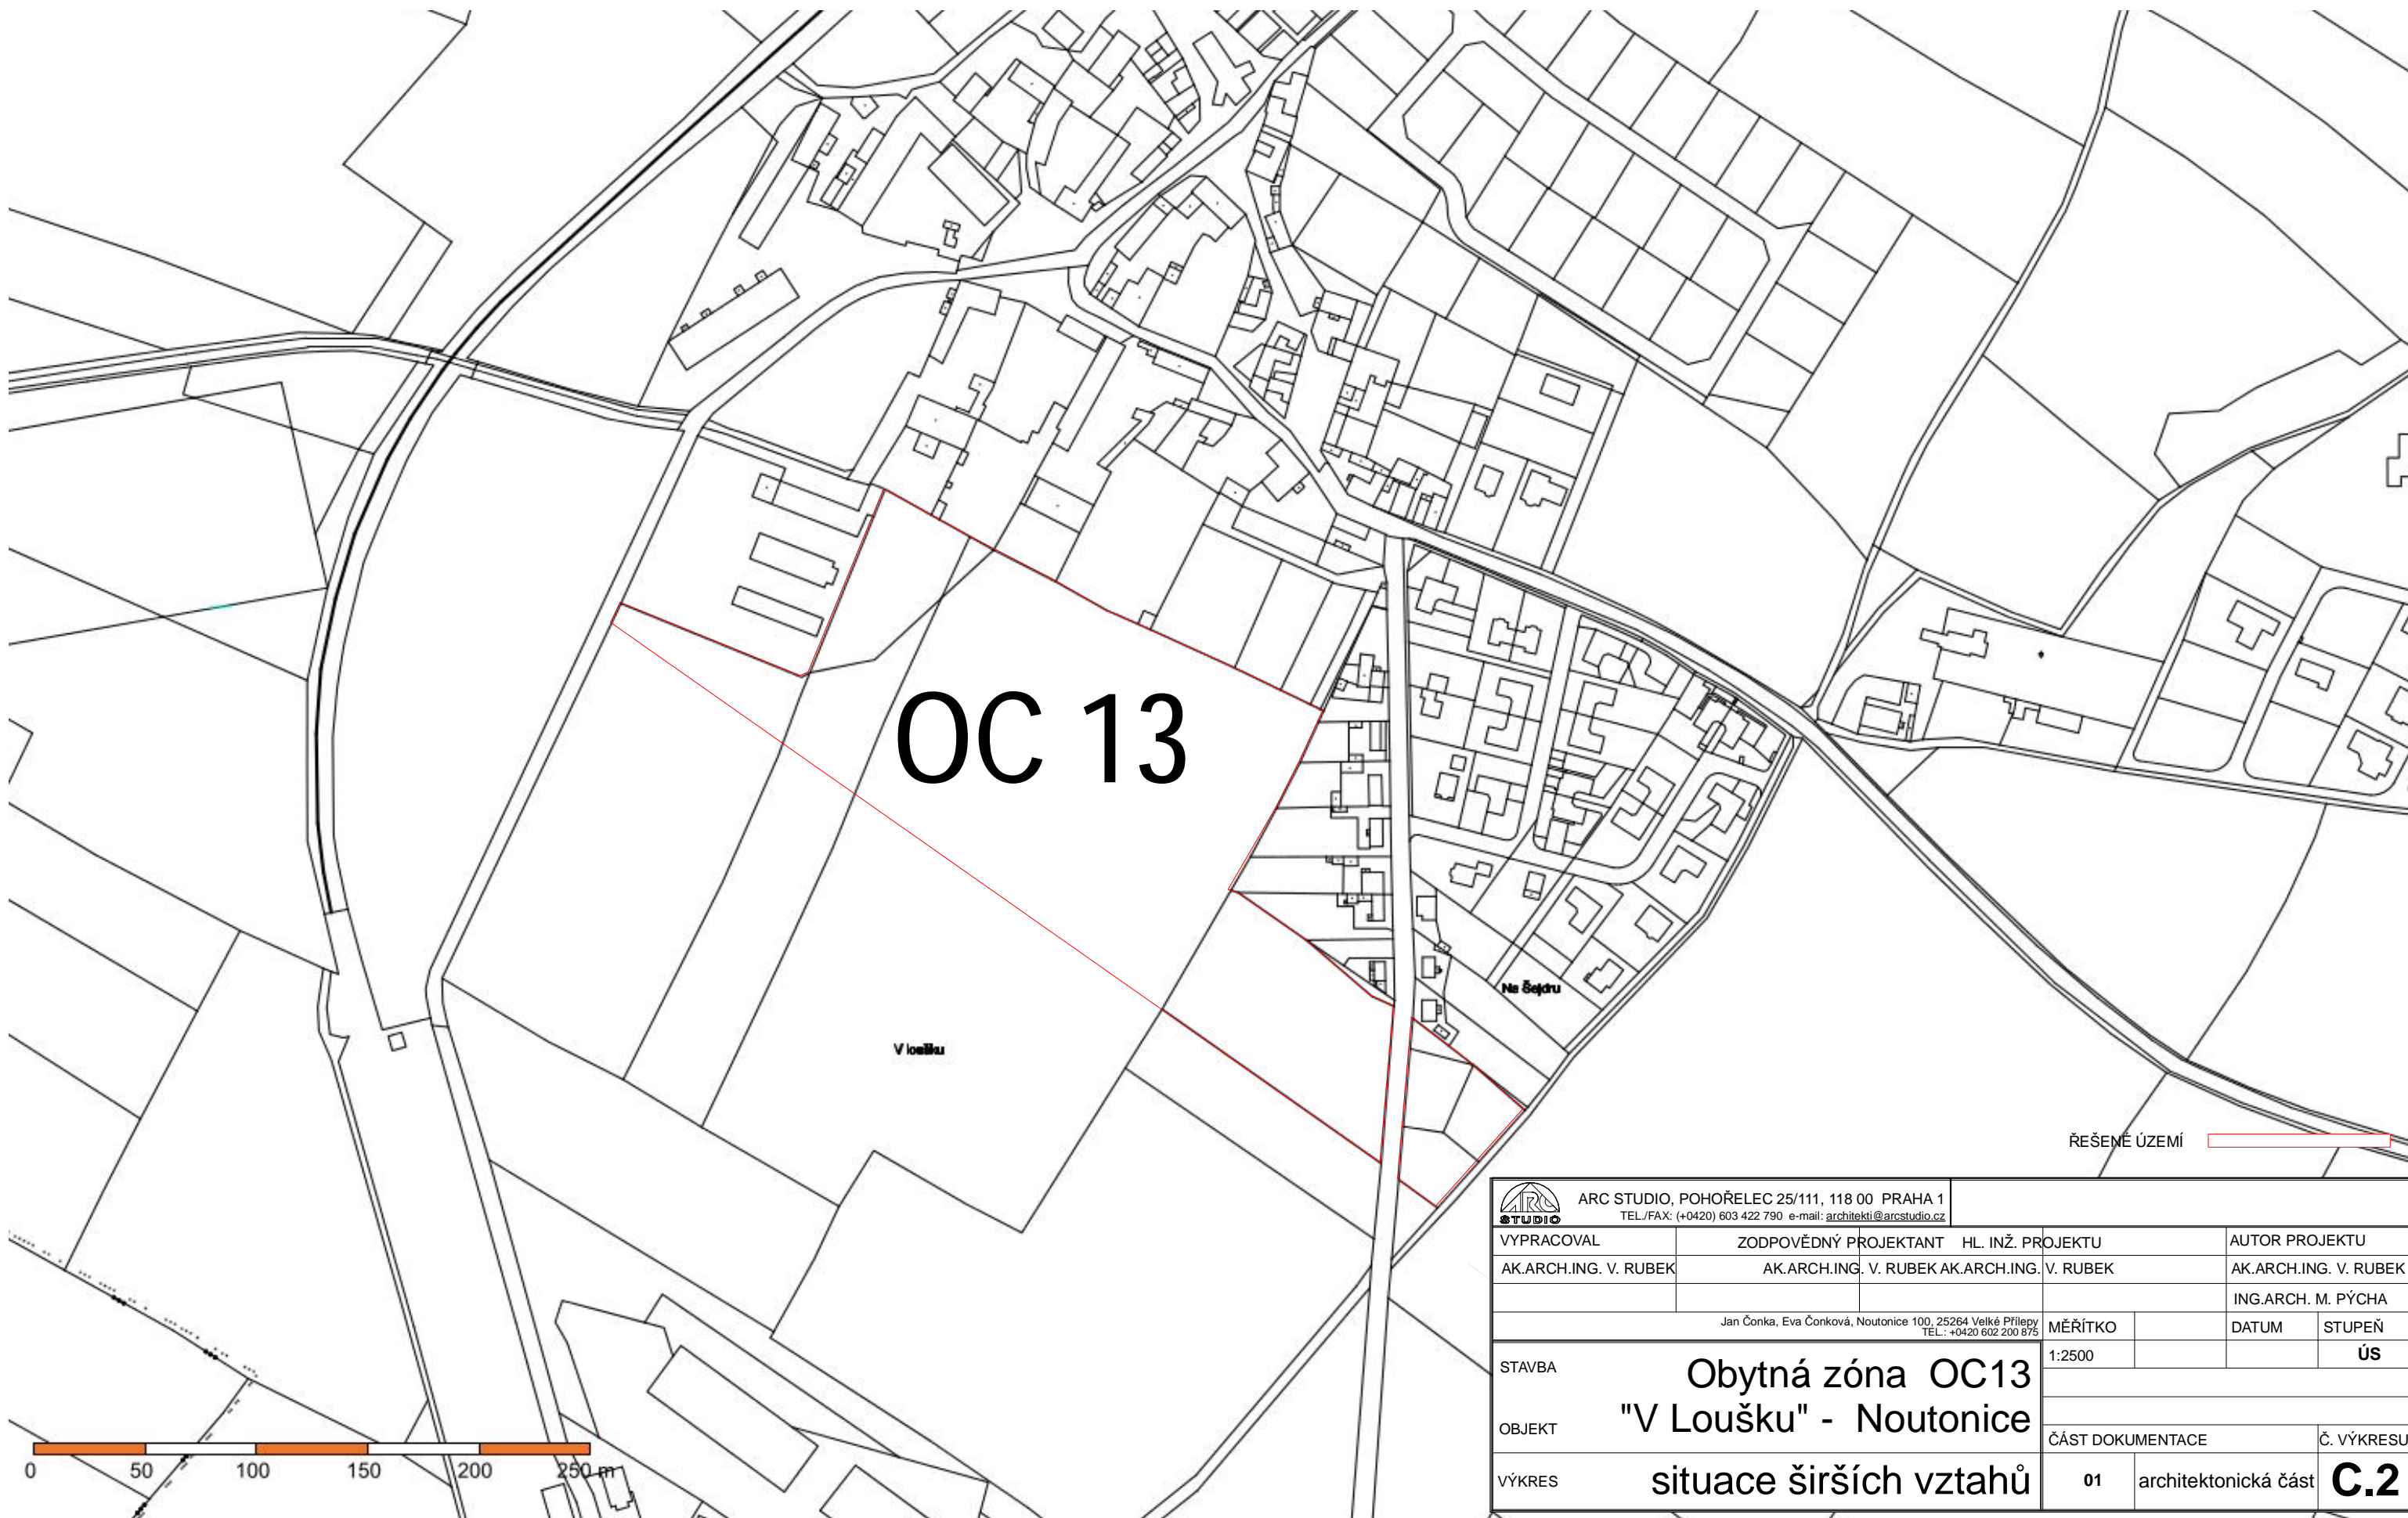 OC 13
Na Šejdru
V loušku
ŘEŠENÉ ÚZEMÍ
0 50 100 150 200 250 m
ARC STUDIO
ARC STUDIO, POHOŘELEC 25/111, 118 00 PRAHA 1
TEL./FAX: (+0420) 603 422 790 e-mail: architekti@arcstudio.cz
VYPRACOVAL ZODPOVĚDNÝ PROJEKTANT HL. INŽ. PROJEKTU AUTOR PROJEKTU
AK.ARCH.ING. V. RUBEK AK.ARCH.ING. V. RUBEK AK.ARCH.ING. V. RUBEK AK.ARCH.ING. V. RUBEK
ING.ARCH. M. PÝCHA
Jan Čonka, Eva Čonková, Noutonice 100, 25264 Velké Přílepy
TEL.: +0420 602 200 875
MĚŘÍTKO DATUM STUPEŇ
1:2500 ÚS
STAVBA Obytná zóna OC13
OBJEKT "V Loušku" - Noutonice
ČÁST DOKUMENTACE Č. VÝKRESU
VÝKRES situace širších vztahů 01 architektonická část C.2